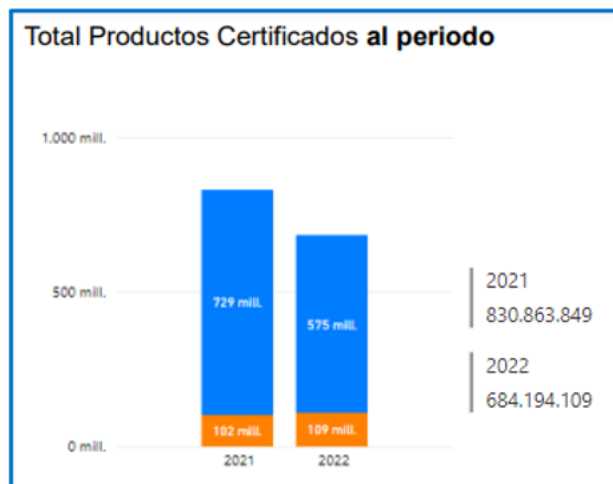 Total Productos Certificados al periodo
1.000 mill.
500 mill.
0 mill.
729 mill.
575 mill.
102 mill.
109 mill.
2021
2022
2021
830.863.849
2022
684.194.109